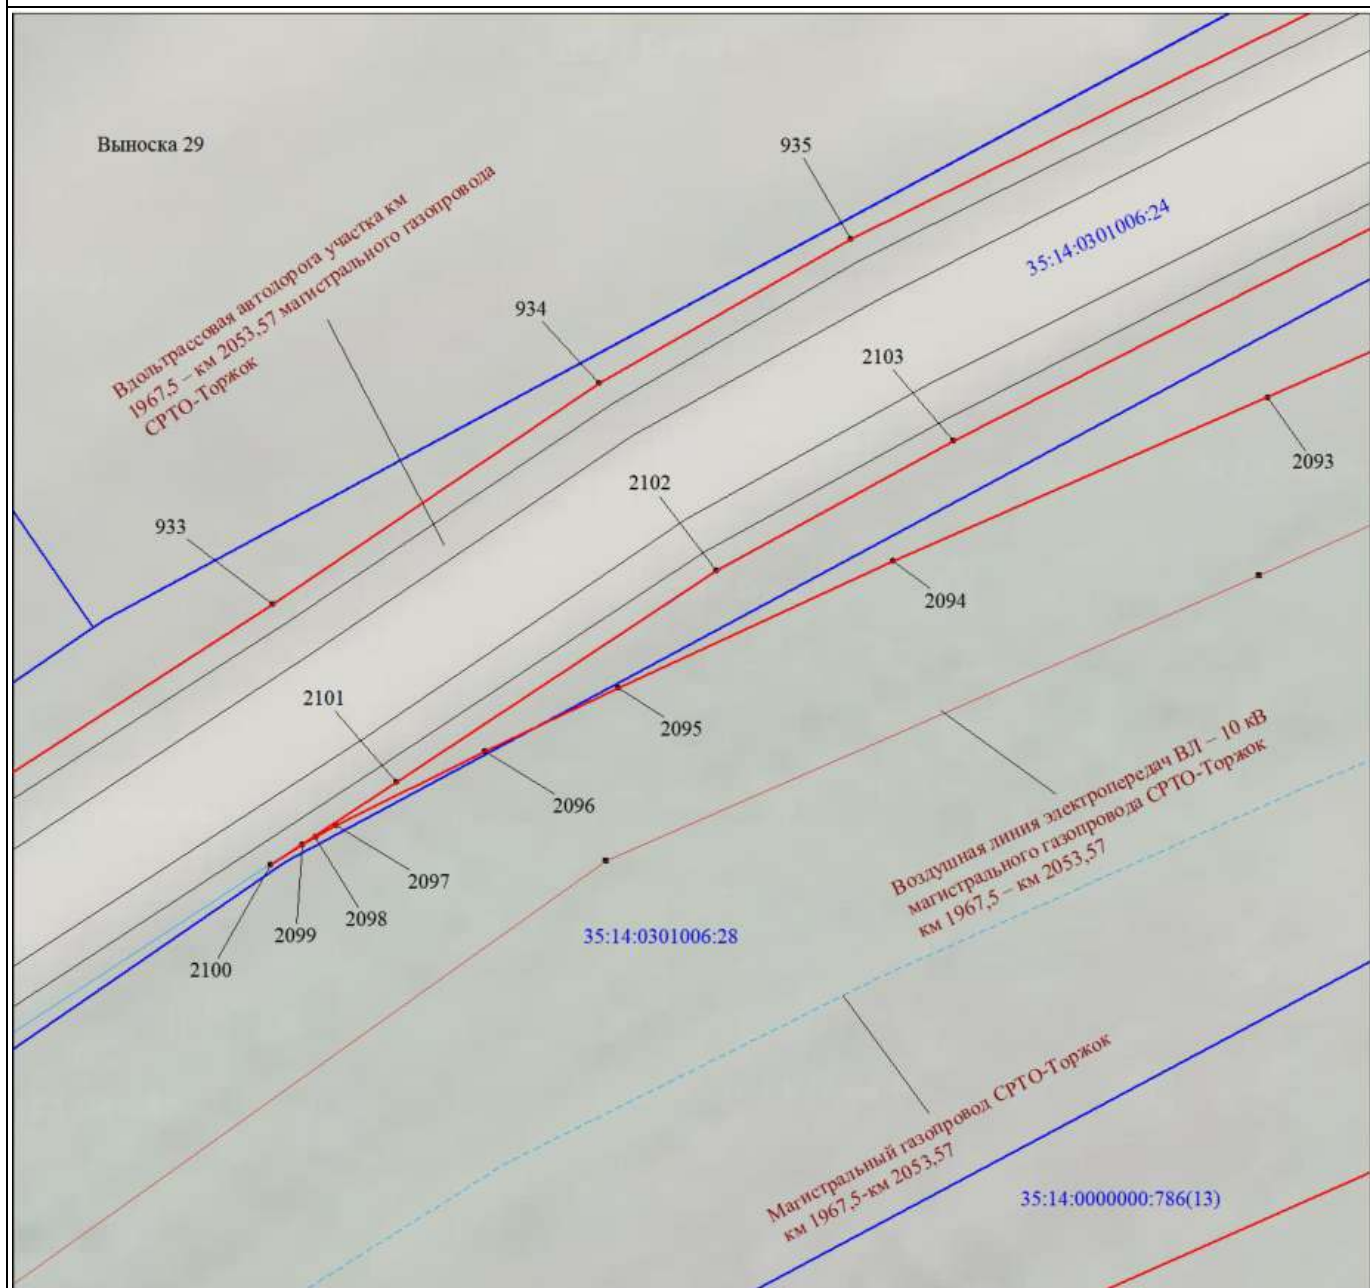 Выноска 29
935
Вдольтрассовая автодорога участка км
1967,5 – км 2053,57 магистрального газопровода
СРТО-Торжок
35:14:0301006:24
934
2103
2093
2102
933
2094
2101
2095
2096
Воздушная линия электропередач ВЛ – 10 кВ
магистрального газопровода СРТО-Торжок
км 1967,5 – км 2053,57
2097
2098
2099
2100
35:14:0301006:28
Магистральный газопровод СРТО-Торжок
км 1967,5-км 2053,57
35:14:0000000:786(13)